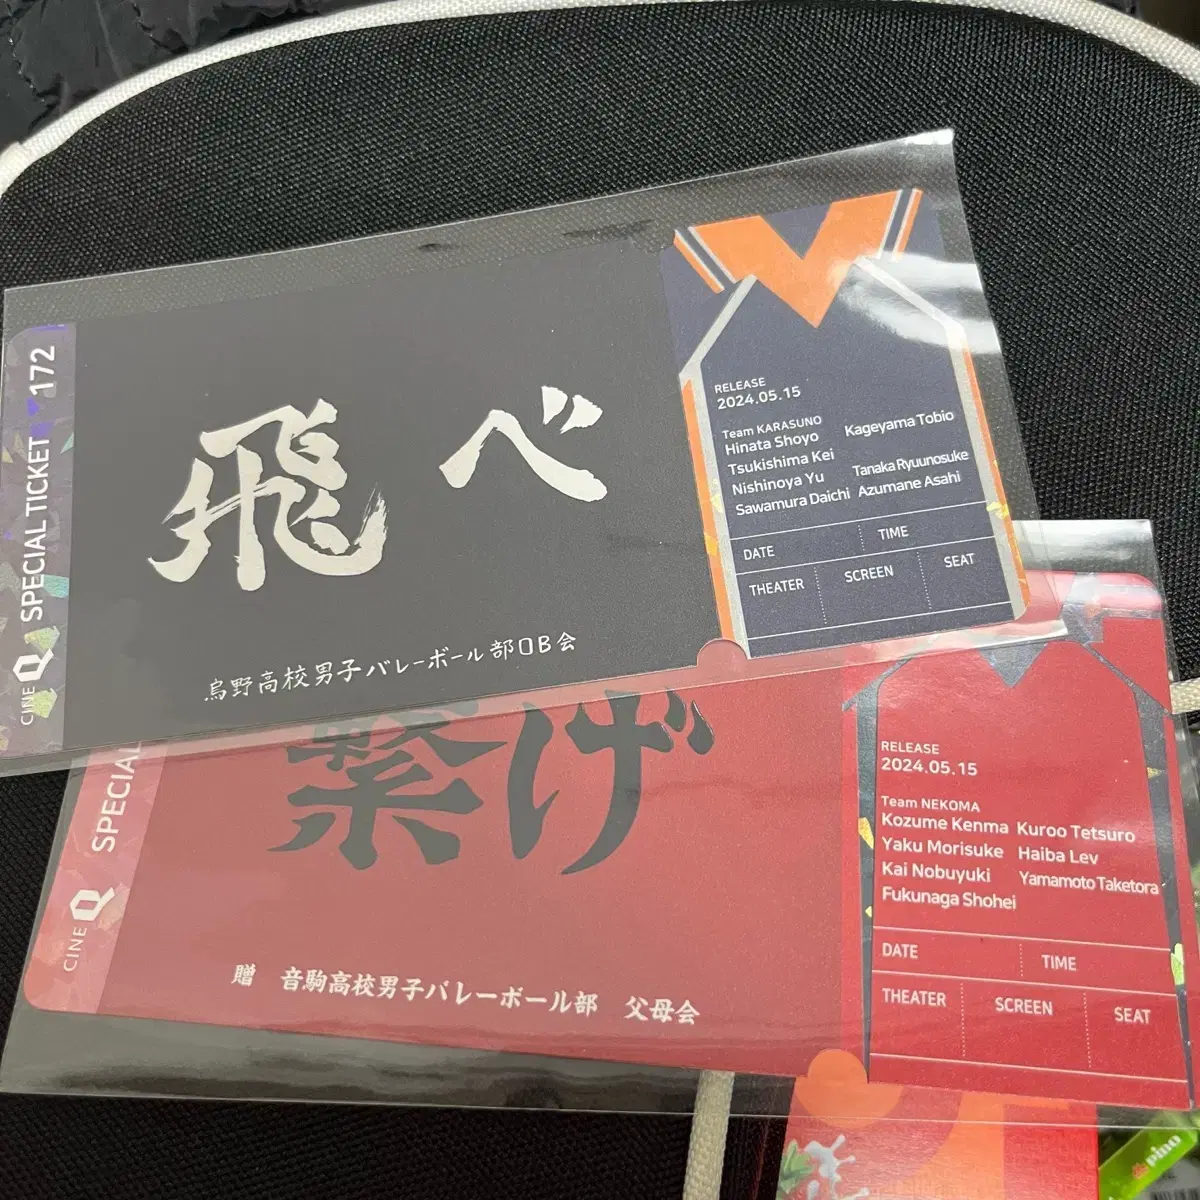 CINE Q SPECIAL TICKET 172
飛べ
烏野高校男子バレーボール部OB会
RELEASE
2024.05.15
Team KARASUNO
Hinata Shoyo Kageyama Tobio
Tsukishima Kei
Nishinoya Yu Tanaka Ryuunosuke
Sawamura Daichi Azumane Asahi
DATE TIME
THEATER SCREEN SEAT
CINE Q SPECIAL
繋げ
贈 音駒高校男子バレーボール部 父母会
RELEASE
2024.05.15
Team NEKOMA
Kozume Kenma Kuroo Tetsuro
Yaku Morisuke Haiba Lev
Kai Nobuyuki Yamamoto Taketora
Fukunaga Shohei
DATE TIME
THEATER SCREEN SEAT
pino